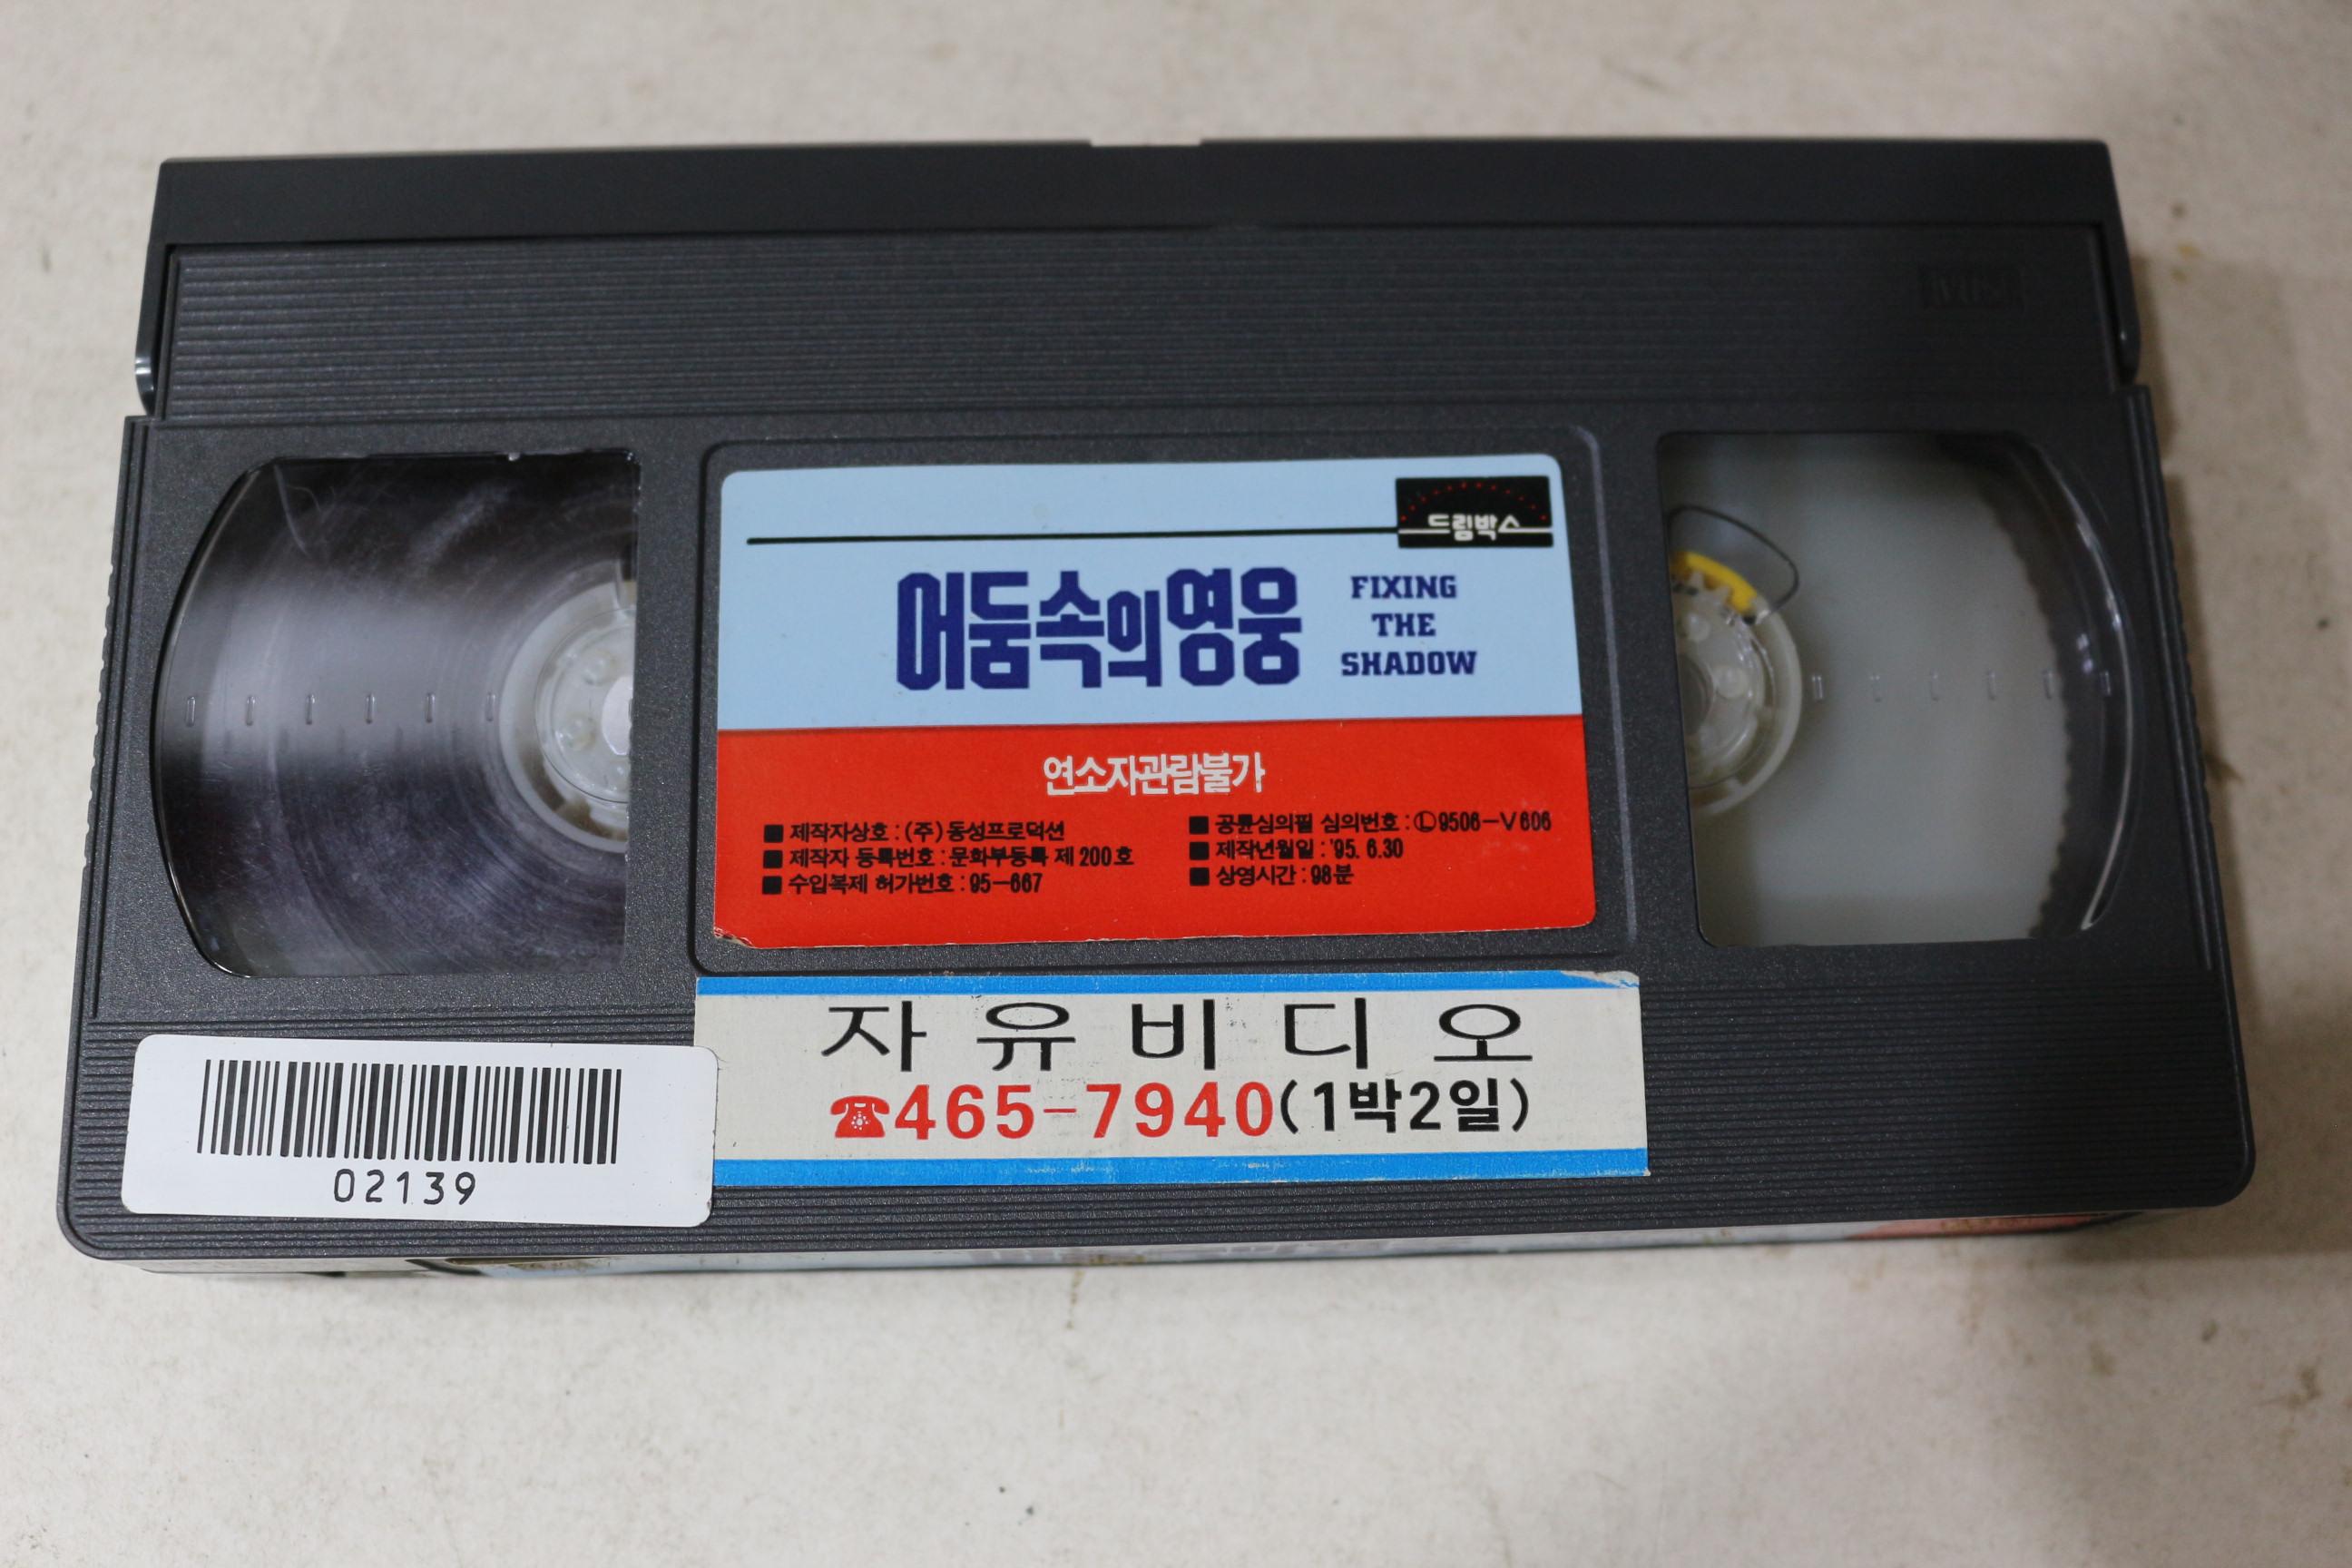 드림박스
어둠속의영웅
FIXING
THE
SHADOW
연소자관람불가
■ 제작자상호 : (주)동성프로덕션
■ 제작자 등록번호 : 문화부등록 제 200호
■ 수입복제 허가번호 : 95-667
■ 공륜심의필 심의번호 : Ⓛ9506-V606
■ 제작년월일 : '95. 6.30
■ 상영시간 : 98분
자유비디오
☎465-7940(1박2일)
02139